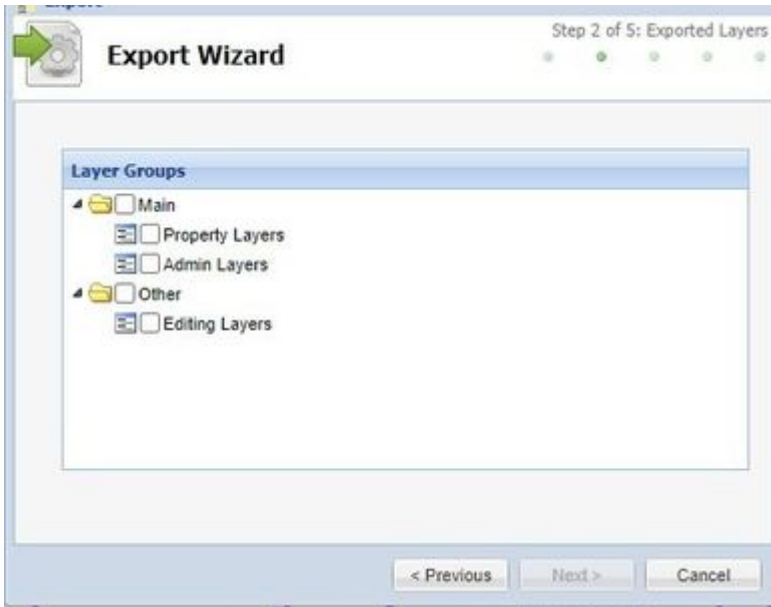 Export
Step 2 of 5: Exported Layers
Export Wizard
Layer Groups
Main
Property Layers
Admin Layers
Other
Editing Layers
< Previous
Next >
Cancel